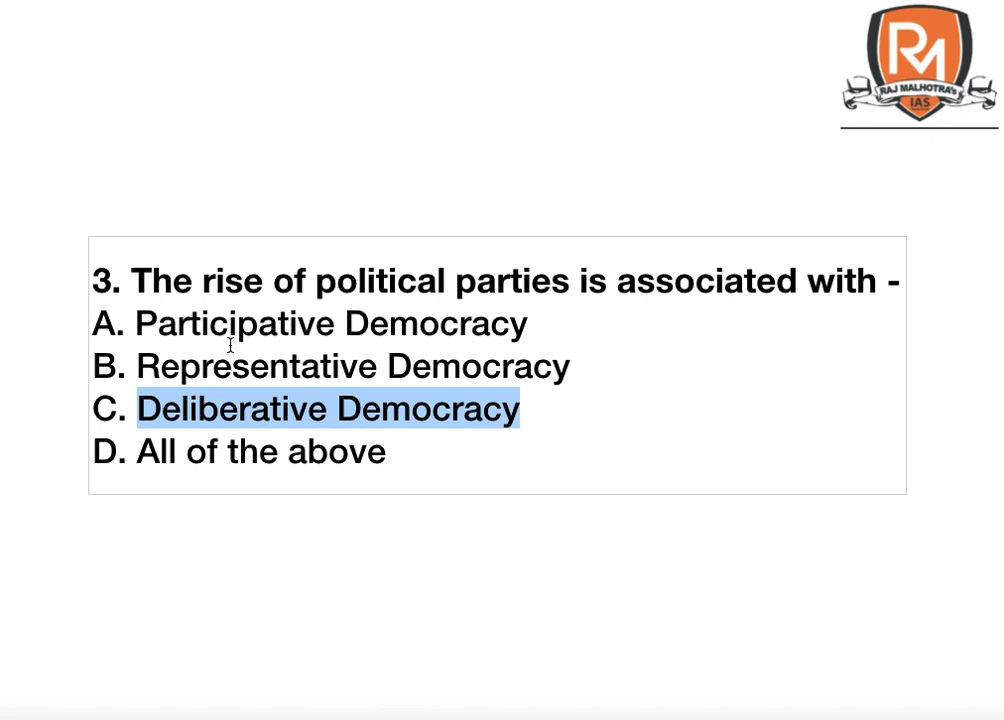 RM
RAJ MALHOTRA's
IAS
3. The rise of political parties is associated with -
A. Participative Democracy
B. Representative Democracy
C. Deliberative Democracy
D. All of the above